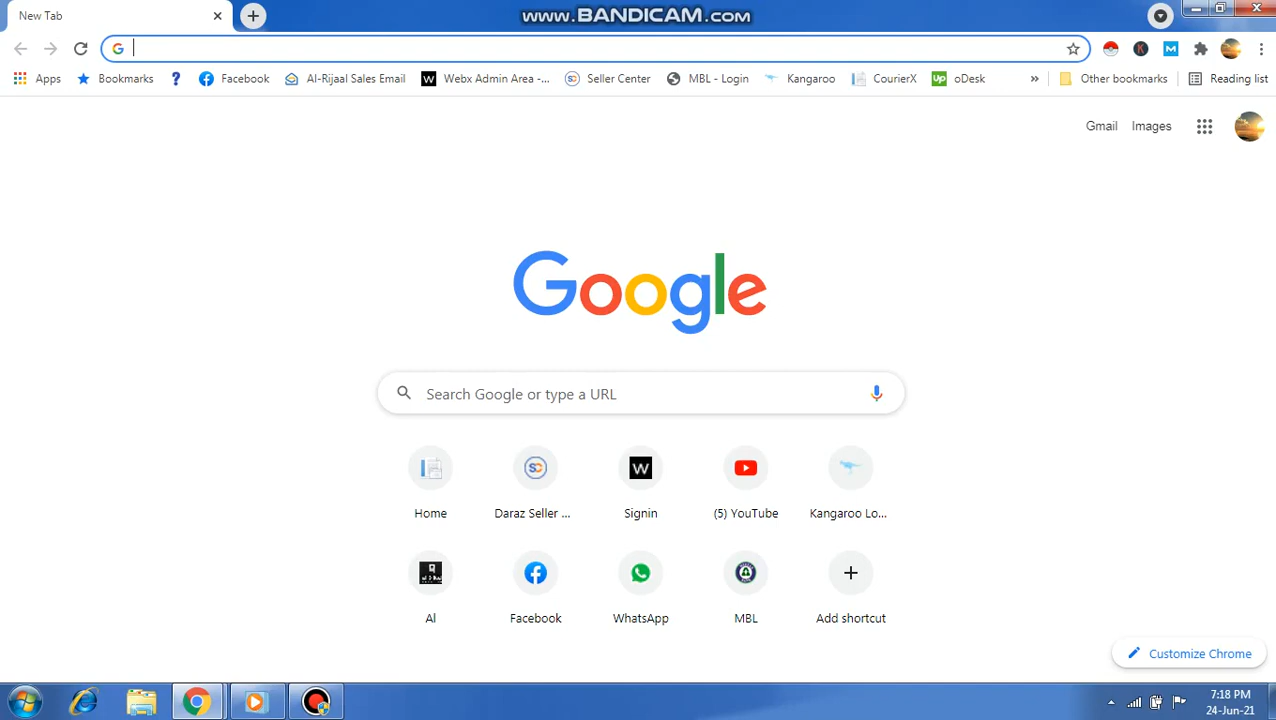 New Tab
www.BANDICAM.com
Apps Bookmarks ? Facebook Al-Rijaal Sales Email Webx Admin Area -... Seller Center MBL - Login Kangaroo CourierX Up oDesk » Other bookmarks Reading list
Gmail Images
Google
Search Google or type a URL
Home Daraz Seller ... Signin (5) YouTube Kangaroo Lo...
Al Facebook WhatsApp MBL Add shortcut
Customize Chrome
7:18 PM
24-Jun-21